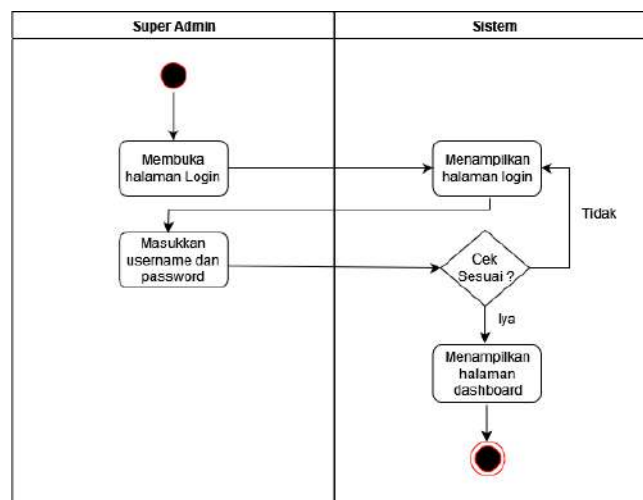 Super Admin
Sistem
Membuka
halaman Login
Menampilkan
halaman login
Tidak
Masukkan
username dan
password
Cek
Sesuai ?
Iya
Menampilkan
halaman
dashboard